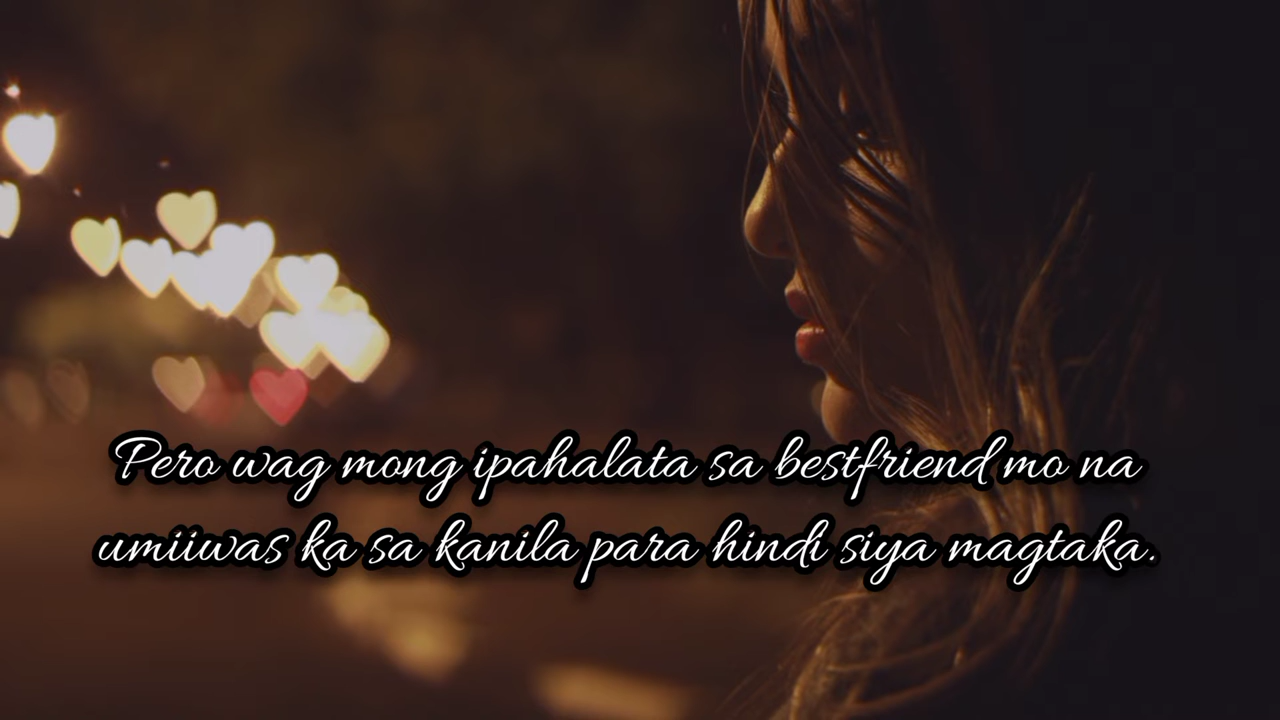 Pero wag mong ipahalata sa bestfriend mo na
umiiwas ka sa kanila para hindi siya magtaka.